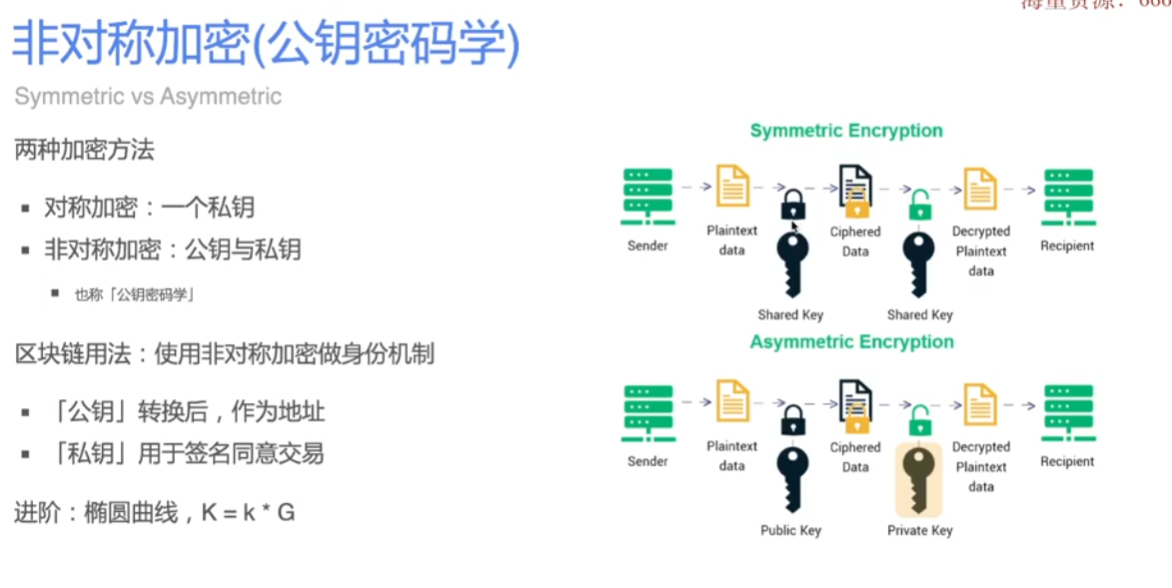 海量资源：666
非对称加密(公钥密码学)
Symmetric vs Asymmetric
两种加密方法
▪ 对称加密：一个私钥
▪ 非对称加密：公钥与私钥
▪ 也称「公钥密码学」
区块链用法：使用非对称加密做身份机制
▪ 「公钥」转换后，作为地址
▪ 「私钥」用于签名同意交易
进阶：椭圆曲线，K = k * G
Symmetric Encryption
Sender
Plaintext
data
Ciphered
Data
Decrypted
Plaintext
data
Recipient
Shared Key
Shared Key
Asymmetric Encryption
Sender
Plaintext
data
Ciphered
Data
Decrypted
Plaintext
data
Recipient
Public Key
Private Key